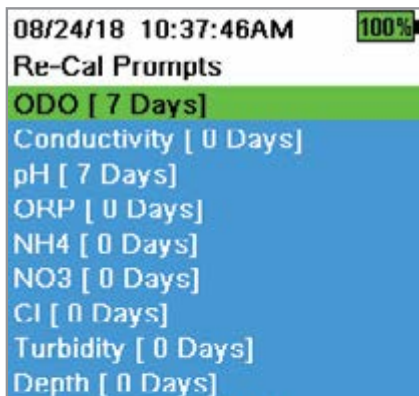 08/24/18 10:37:46AM 100%
Re-Cal Prompts
ODO [ 7 Days]
Conductivity [ 0 Days]
pH [ 7 Days]
ORP [ 0 Days]
NH4 [ 0 Days]
NO3 [ 0 Days]
Cl [ 0 Days]
Turbidity [ 0 Days]
Depth [ 0 Days]